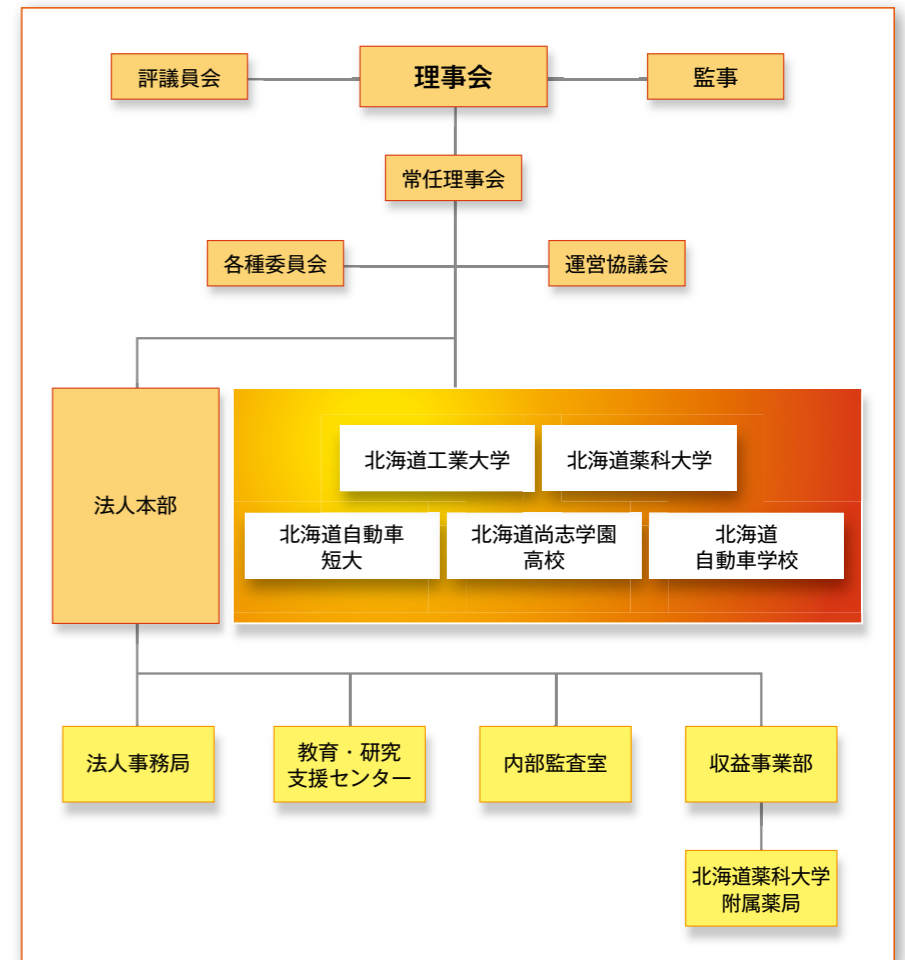 評議員会
理事会
監事
常任理事会
各種委員会
運営協議会
法人本部
北海道工業大学
北海道薬科大学
北海道自動車
短大
北海道尚志学園
高校
北海道
自動車学校
法人事務局
教育・研究
支援センター
内部監査室
収益事業部
北海道薬科大学
附属薬局